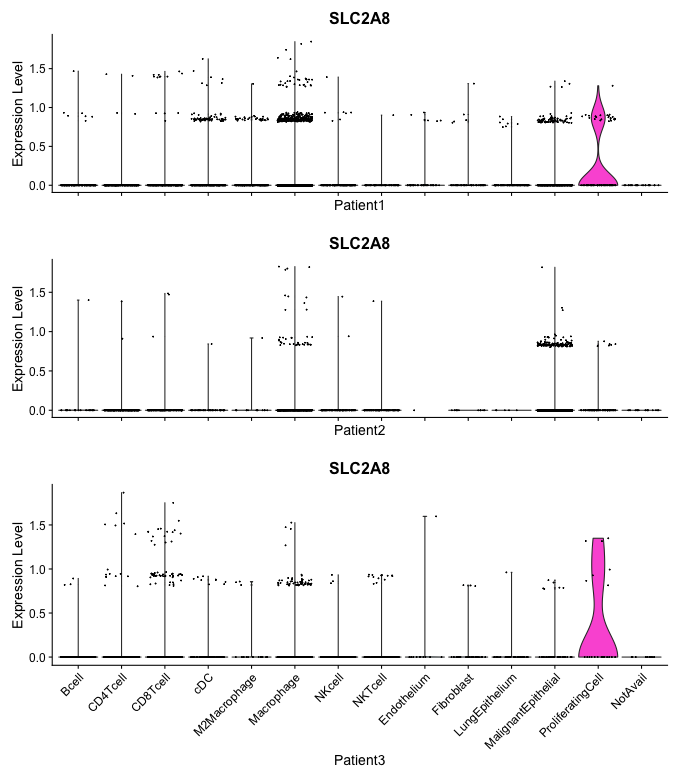 SLC2A8
Expression Level
1.5
1.0
0.5
0.0
Patient1
SLC2A8
Expression Level
1.5
1.0
0.5
0.0
Patient2
SLC2A8
Expression Level
1.5
1.0
0.5
0.0
Bcell
CD4Tcell
CD8Tcell
cDC
M2Macrophage
Macrophage
NKcell
NKTcell
Endothelium
Fibroblast
LungEpithelium
MalignantEpithelial
ProliferatingCell
NotAvail
Patient3